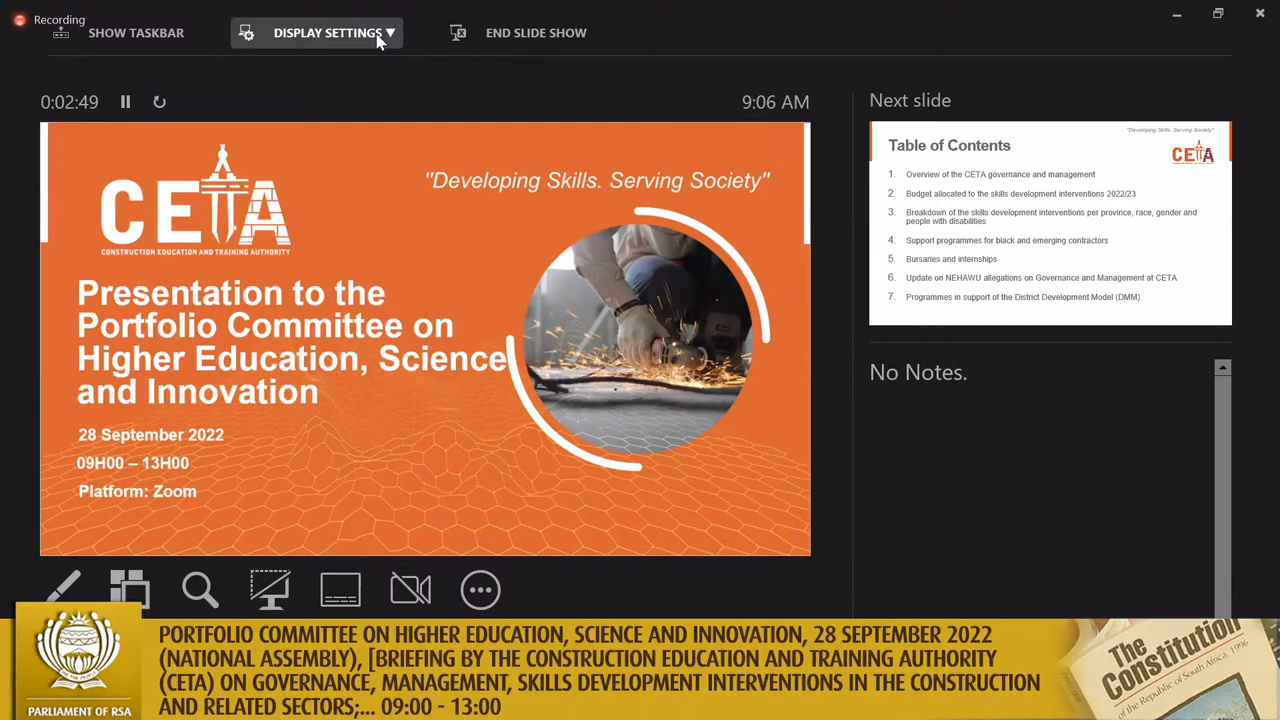 Recording
SHOW TASKBAR
DISPLAY SETTINGS ▼
END SLIDE SHOW
0:02:49
9:06 AM
CETA
CONSTRUCTION EDUCATION AND TRAINING AUTHORITY
"Developing Skills. Serving Society"
Presentation to the
Portfolio Committee on
Higher Education, Science
and Innovation
28 September 2022
09H00 – 13H00
Platform: Zoom
Next slide
"Developing Skills. Serving Society"
Table of Contents
CETA
1. Overview of the CETA governance and management
2. Budget allocated to the skills development interventions 2022/23
3. Breakdown of the skills development interventions per province, race, gender and
people with disabilities
4. Support programmes for black and emerging contractors
5. Bursaries and internships
6. Update on NEHAWU allegations on Governance and Management at CETA
7. Programmes in support of the District Development Model (DMM)
No Notes.
PARLIAMENT OF RSA
PORTFOLIO COMMITTEE ON HIGHER EDUCATION, SCIENCE AND INNOVATION, 28 SEPTEMBER 2022
(NATIONAL ASSEMBLY), [BRIEFING BY THE CONSTRUCTION EDUCATION AND TRAINING AUTHORITY
(CETA) ON GOVERNANCE, MANAGEMENT, SKILLS DEVELOPMENT INTERVENTIONS IN THE CONSTRUCTION
AND RELATED SECTORS;... 09:00 - 13:00
The
Constitution
of the Republic of South Africa, 1996